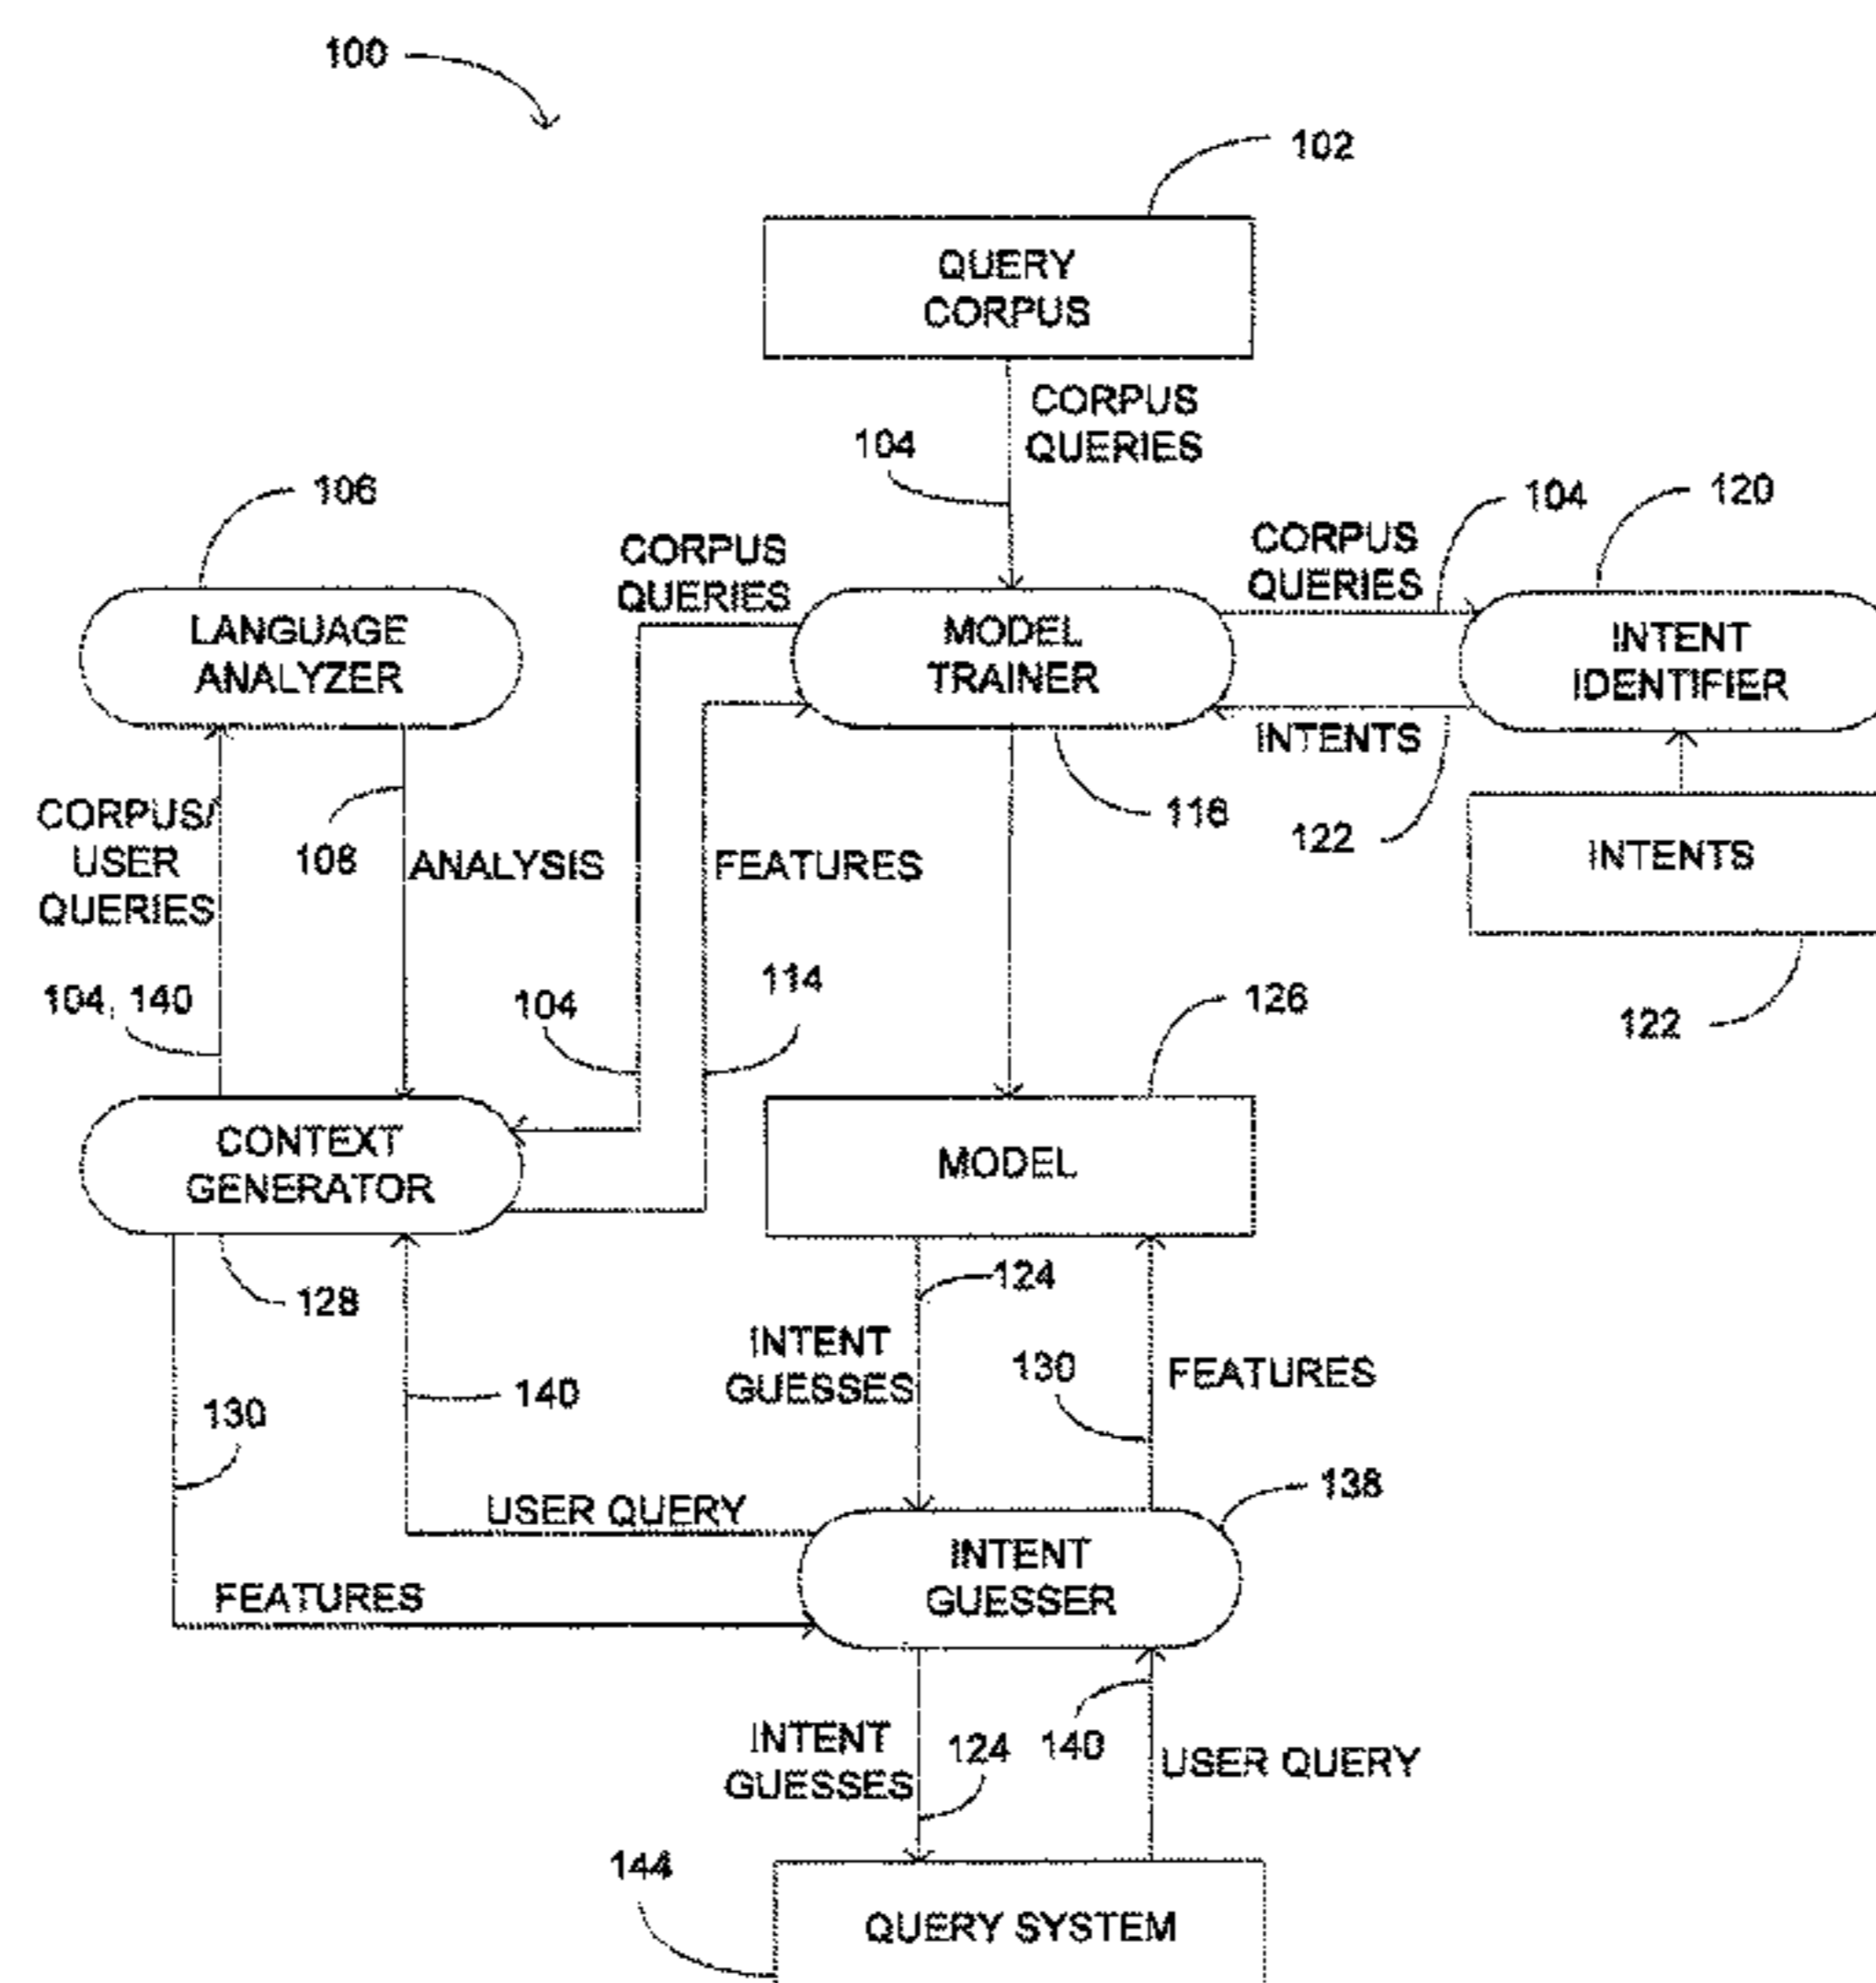 100
102
QUERY
CORPUS
CORPUS
QUERIES
104
106
104
120
CORPUS
QUERIES
CORPUS
QUERIES
LANGUAGE
ANALYZER
MODEL
TRAINER
INTENT
IDENTIFIER
INTENTS
116
122
CORPUS/
USER
QUERIES
108
ANALYSIS
FEATURES
INTENTS
104, 140
104
114
126
122
CONTEXT
GENERATOR
MODEL
128
124
INTENT
GUESSES
130
FEATURES
130
140
138
USER QUERY
INTENT
GUESSER
FEATURES
INTENT
GUESSES
124
140
USER QUERY
144
QUERY SYSTEM